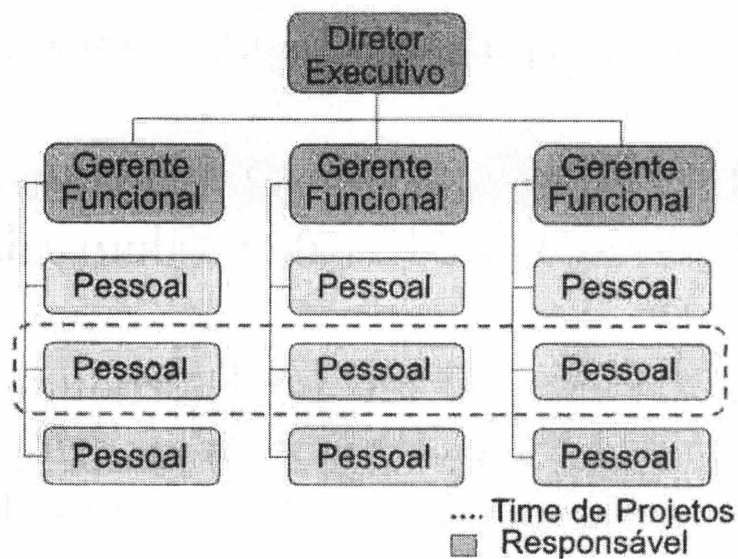 Diretor
Executivo
Gerente
Funcional
Gerente
Funcional
Gerente
Funcional
Pessoal
Pessoal
Pessoal
Pessoal
Pessoal
Pessoal
Pessoal
Pessoal
Pessoal
.... Time de Projetos
Responsável